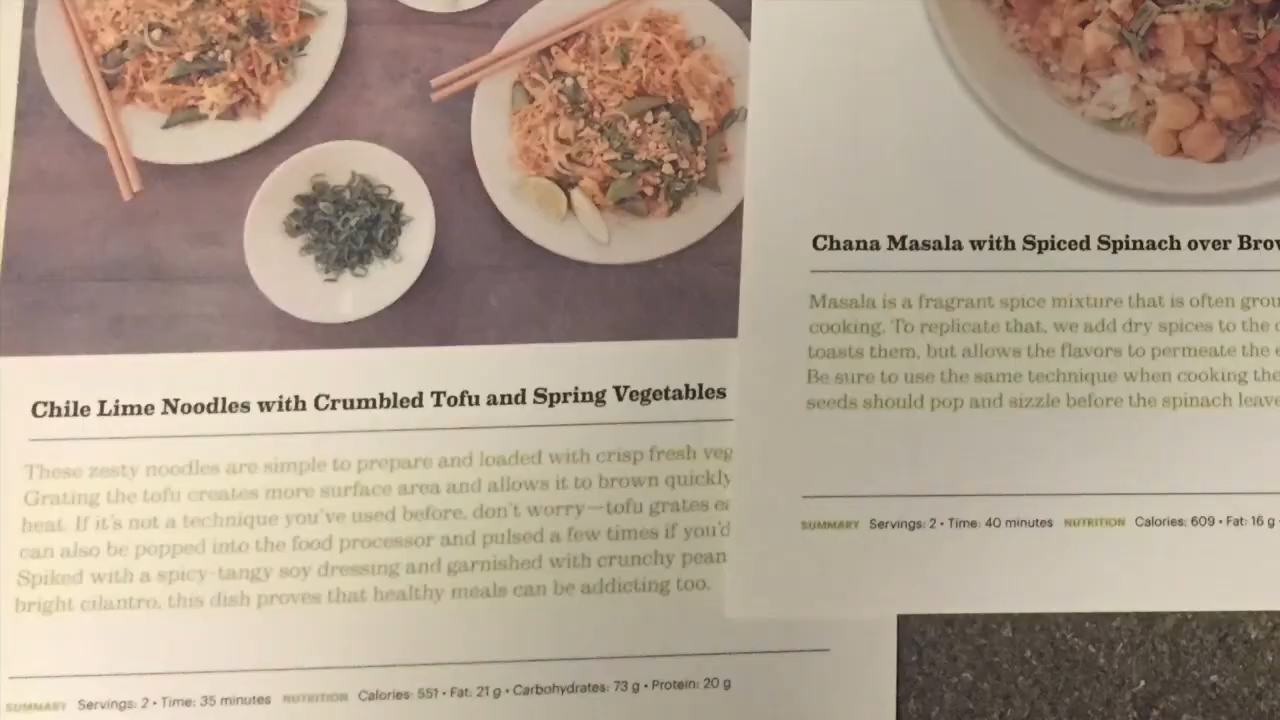 Chile Lime Noodles with Crumbled Tofu and Spring Vegetables
These zesty noodles are simple to prepare and loaded with crisp fresh veg
Grating the tofu creates more surface area and allows it to brown quickly
heat. If it's not a technique you've used before, don't worry—tofu grates
can also be popped into the food processor and pulsed a few times if you'd
Spiked with a spicy-tangy soy dressing and garnished with crunchy pean
bright cilantro, this dish proves that healthy meals can be addicting too.
SUMMARY Servings: 2 • Time: 35 minutes NUTRITION Calories: 551 • Fat: 21 g • Carbohydrates: 73 g • Protein: 20 g
Chana Masala with Spiced Spinach over Brow
Masala is a fragrant spice mixture that is often grou
cooking. To replicate that, we add dry spices to the
toasts them, but allows the flavors to permeate the
Be sure to use the same technique when cooking the
seeds should pop and sizzle before the spinach leave
SUMMARY Servings: 2 • Time: 40 minutes NUTRITION Calories: 609 • Fat: 16 g